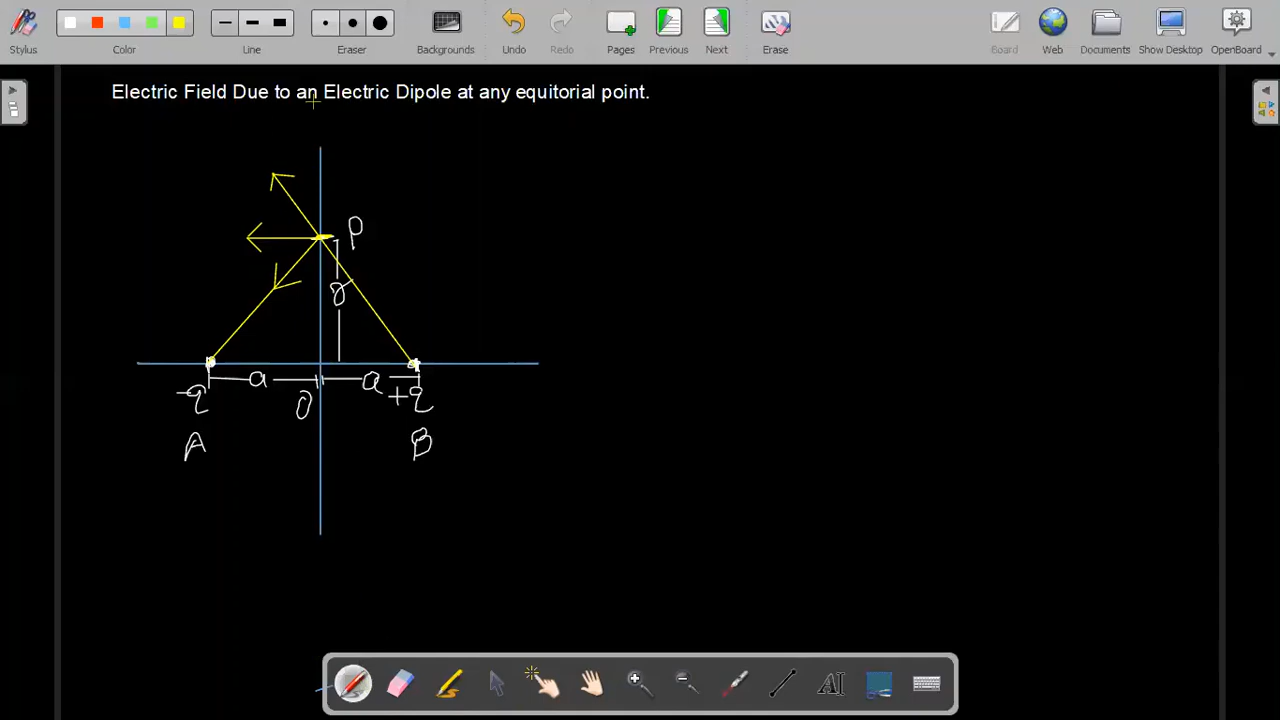 Stylus Color Line Eraser Backgrounds Undo Redo Pages Previous Next Erase Board Web Documents Show Desktop OpenBoard
Electric Field Due to an Electric Dipole at any equitorial point.
P
r
a a
-q O +q
A B
AI